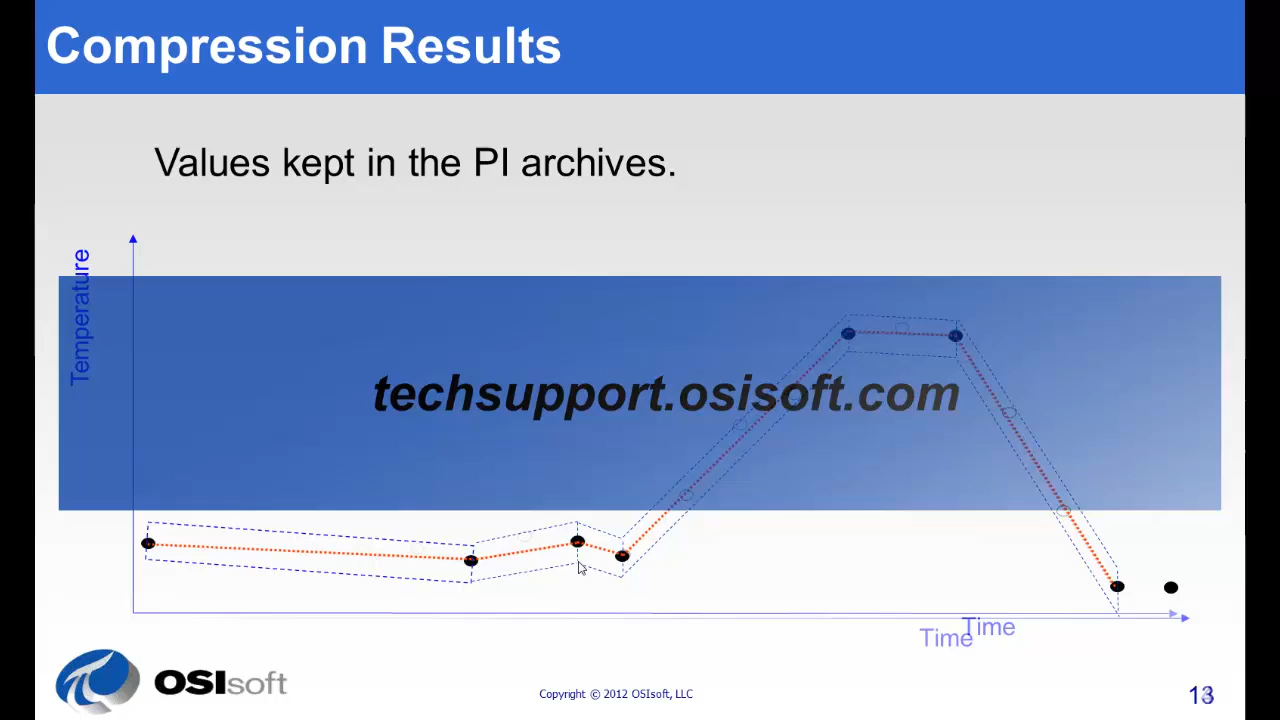 Compression Results
Values kept in the PI archives.
Temperature
techsupport.osisoft.com
Time
Time
OSIsoft
Copyright © 2012 OSIsoft, LLC
13